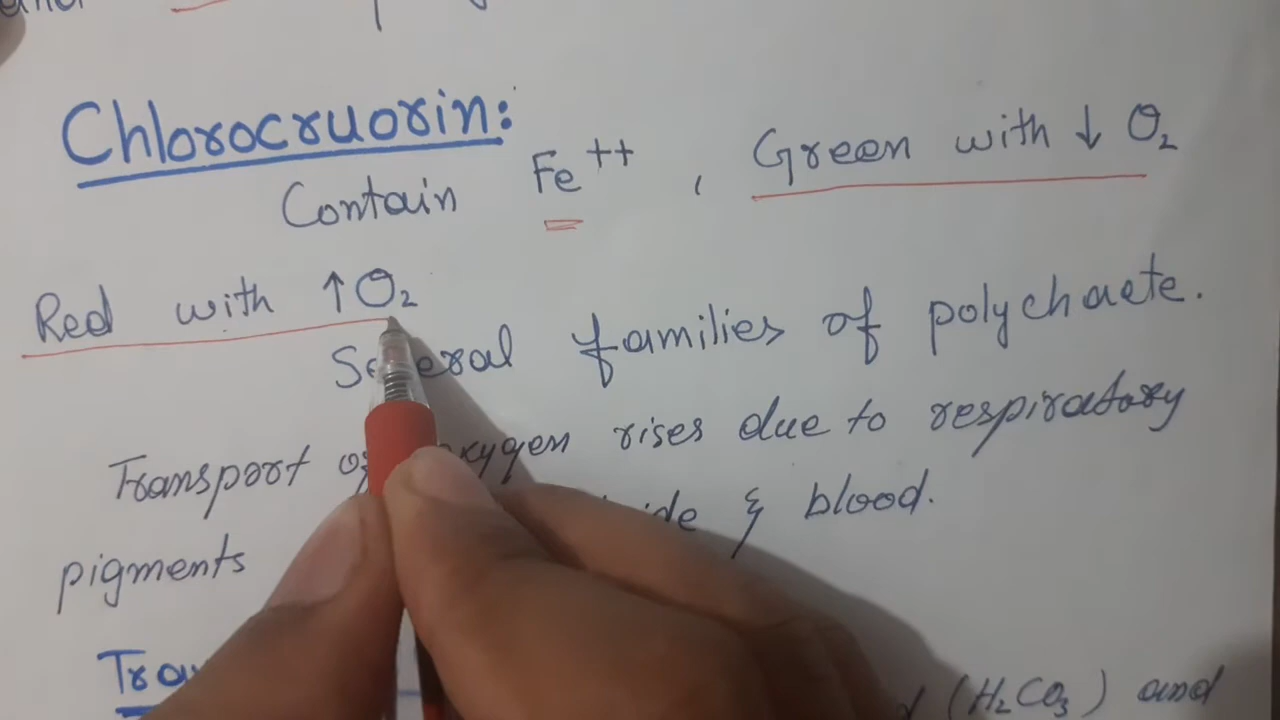 Chlorocruorin:
Contain Fe++, Green with ↓ O2
Red with ↑ O2
Several families of polychaete.
Transport of oxygen rises due to respiratory
pigments & blood.
(H2CO3) and